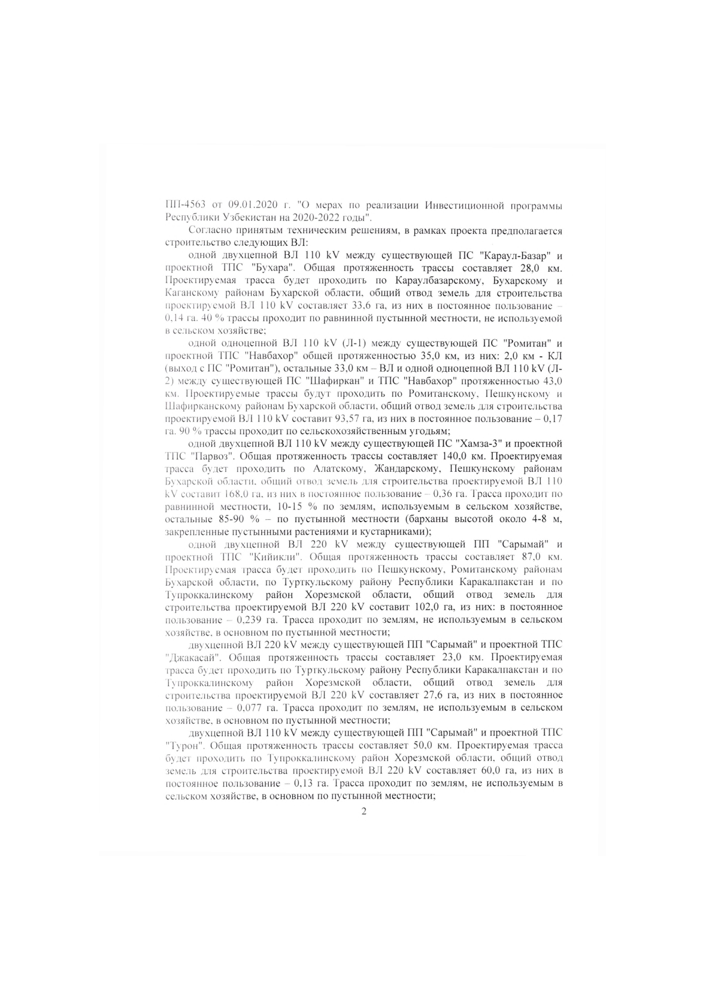 ПП-4563 от 09.01.2020 г. "О мерах по реализации Инвестиционной программы
Республики Узбекистан на 2020-2022 годы".
Согласно принятым техническим решениям, в рамках проекта предполагается
строительство следующих ВЛ:
одной двухцепной ВЛ 110 kV между существующей ПС "Караул-Базар" и
проектной ТПС "Бухара". Общая протяженность трассы составляет 28,0 км.
Проектируемая трасса будет проходить по Караулбазарскому, Бухарскому и
Каганскому районам Бухарской области, общий отвод земель для строительства
проектируемой ВЛ 110 kV составляет 33,6 га, из них в постоянное пользование –
0,14 га. 40 % трассы проходит по равнинной пустынной местности, не используемой
в сельском хозяйстве;
одной одноцепной ВЛ 110 kV (Л-1) между существующей ПС "Ромитан" и
проектной ТПС "Навбахор" общей протяженностью 35,0 км, из них: 2,0 км - КЛ
(выход с ПС "Ромитан"), остальные 33,0 км – ВЛ и одной одноцепной ВЛ 110 kV (Л-
2) между существующей ПС "Шафиркан" и ТПС "Навбахор" протяженностью 43,0
км. Проектируемые трассы будут проходить по Ромитанскому, Пешкунскому и
Шафирканскому районам Бухарской области, общий отвод земель для строительства
проектируемой ВЛ 110 kV составит 93,57 га, из них в постоянное пользование – 0,17
га. 90 % трассы проходит по сельскохозяйственным угодьям;
одной двухцепной ВЛ 110 kV между существующей ПС "Хамза-3" и проектной
ТПС "Парвоз". Общая протяженность трассы составляет 140,0 км. Проектируемая
трасса будет проходить по Алатскому, Жандарскому, Пешкунскому районам
Бухарской области, общий отвод земель для строительства проектируемой ВЛ 110
kV составит 168,0 га, из них в постоянное пользование – 0,36 га. Трасса проходит по
равнинной местности, 10-15 % по землям, используемым в сельском хозяйстве,
остальные 85-90 % – по пустынной местности (барханы высотой около 4-8 м,
закрепленные пустынными растениями и кустарниками);
одной двухцепной ВЛ 220 kV между существующей ПП "Сарымай" и
проектной ТПС "Кийикли". Общая протяженность трассы составляет 87,0 км.
Проектируемая трасса будет проходить по Пешкунскому, Ромитанскому районам
Бухарской области, по Турткульскому району Республики Каракалпакстан и по
Тупроккалинскому район Хорезмской области, общий отвод земель для
строительства проектируемой ВЛ 220 kV составит 102,0 га, из них: в постоянное
пользование – 0,239 га. Трасса проходит по землям, не используемым в сельском
хозяйстве, в основном по пустынной местности;
двухцепной ВЛ 220 kV между существующей ПП "Сарымай" и проектной ТПС
"Джакасай". Общая протяженность трассы составляет 23,0 км. Проектируемая
трасса будет проходить по Турткульскому району Республики Каракалпакстан и по
Тупроккалинскому район Хорезмской области, общий отвод земель для
строительства проектируемой ВЛ 220 kV составляет 27,6 га, из них в постоянное
пользование – 0,077 га. Трасса проходит по землям, не используемым в сельском
хозяйстве, в основном по пустынной местности;
двухцепной ВЛ 110 kV между существующей ПП "Сарымай" и проектной ТПС
"Турон". Общая протяженность трассы составляет 50,0 км. Проектируемая трасса
будет проходить по Тупроккалинскому район Хорезмской области, общий отвод
земель для строительства проектируемой ВЛ 220 kV составляет 60,0 га, из них в
постоянное пользование – 0,13 га. Трасса проходит по землям, не используемым в
сельском хозяйстве, в основном по пустынной местности;
2